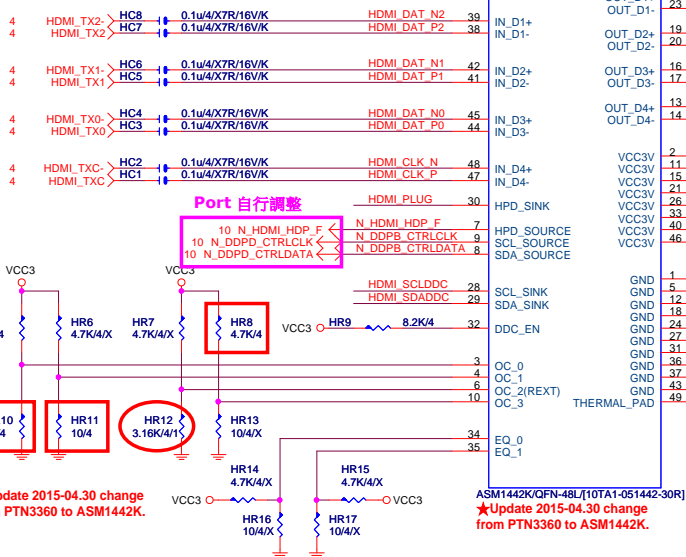 OUT_D1-
23
4 HDMI_TX2- HC8 0.1u/4/X7R/16V/K HDMI_DAT_N2 39 IN_D1+
4 HDMI_TX2 HC7 0.1u/4/X7R/16V/K HDMI_DAT_P2 38 IN_D1-
OUT_D2+ 19
OUT_D2- 20
4 HDMI_TX1- HC6 0.1u/4/X7R/16V/K HDMI_DAT_N1 42 IN_D2+
4 HDMI_TX1 HC5 0.1u/4/X7R/16V/K HDMI_DAT_P1 41 IN_D2-
OUT_D3+ 16
OUT_D3- 17
4 HDMI_TX0- HC4 0.1u/4/X7R/16V/K HDMI_DAT_N0 45 IN_D3+
4 HDMI_TX0 HC3 0.1u/4/X7R/16V/K HDMI_DAT_P0 44 IN_D3-
OUT_D4+ 13
OUT_D4- 14
4 HDMI_TXC- HC2 0.1u/4/X7R/16V/K HDMI_CLK_N 48 IN_D4+
4 HDMI_TXC HC1 0.1u/4/X7R/16V/K HDMI_CLK_P 47 IN_D4-
VCC3V 2
VCC3V 11
VCC3V 15
VCC3V 21
VCC3V 26
VCC3V 33
VCC3V 40
VCC3V 46
Port 自行調整
HDMI_PLUG 30 HPD_SINK
10 N_HDMI_HDP_F N_HDMI_HDP_F 7 HPD_SOURCE
10 N_DDPD_CTRLCLK N_DDPB_CTRLCLK 9 SCL_SOURCE
10 N_DDPD_CTRLDATA N_DDPB_CTRLDATA 8 SDA_SOURCE
VCC3
VCC3
HDMI_SCLDDC 28 SCL_SINK
HDMI_SDADDC 29 SDA_SINK
GND 1
GND 5
GND 12
GND 18
GND 24
GND 27
GND 31
GND 36
GND 37
GND 43
THERMAL_PAD 49
HR6
4.7K/4/X
HR7
4.7K/4/X
HR8
4.7K/4
VCC3 HR9 8.2K/4 32 DDC_EN
3 OC_0
4 OC_1
6 OC_2(REXT)
10 OC_3
10
4
HR11
10/4
HR12
3.16K/4/1
HR13
10/4/X
34 EQ_0
35 EQ_1
HR14
4.7K/4/X
HR15
4.7K/4/X
VCC3
VCC3
HR16
10/4/X
HR17
10/4/X
pdate 2015-04.30 change
PTN3360 to ASM1442K.
ASM1442K/QFN-48L/[10TA1-051442-30R]
★Update 2015-04.30 change
from PTN3360 to ASM1442K.